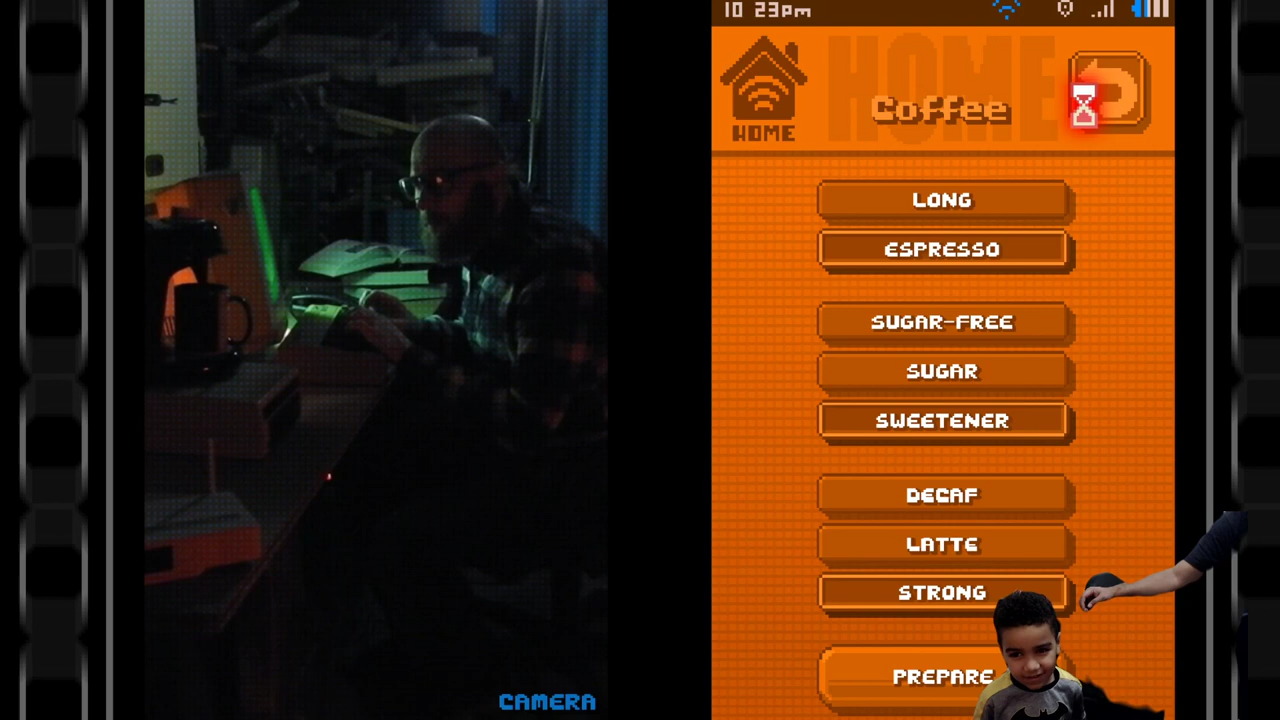 10 23pm
HOME
HOME
Coffee
LONG
ESPRESSO
SUGAR-FREE
SUGAR
SWEETENER
DECAF
LATTE
STRONG
PREPARE
CAMERA